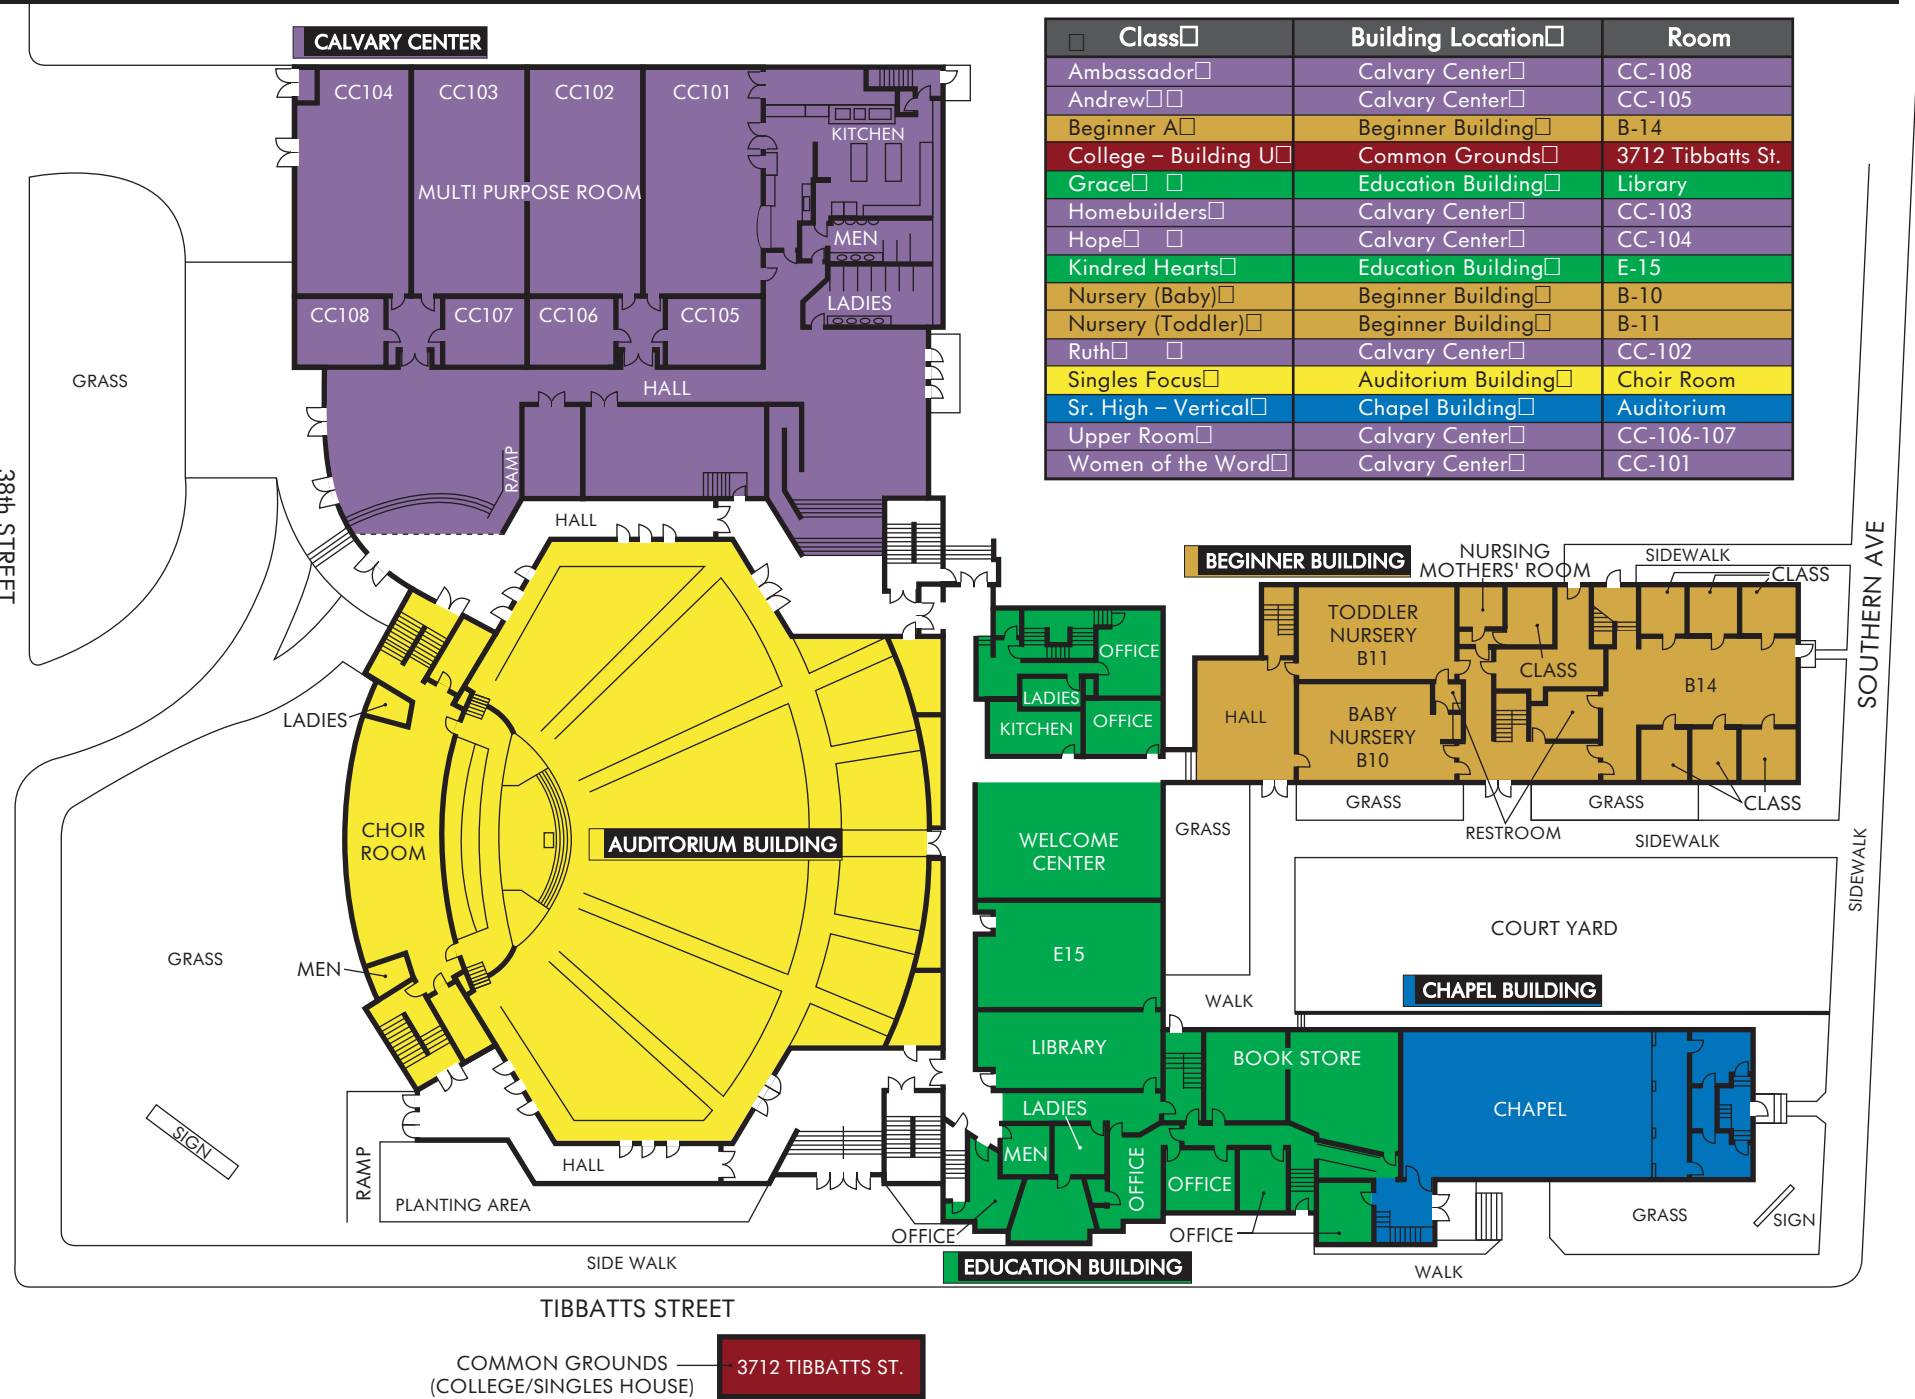 CALVARY CENTER
Class Building Location Room
Ambassador Calvary Center CC-108
Andrew Calvary Center CC-105
Beginner A Beginner Building B-14
College – Building U Common Grounds 3712 Tibbatts St.
Grace Education Building Library
Homebuilders Calvary Center CC-103
Hope Calvary Center CC-104
Kindred Hearts Education Building E-15
Nursery (Baby) Beginner Building B-10
Nursery (Toddler) Beginner Building B-11
Ruth Calvary Center CC-102
Singles Focus Auditorium Building Choir Room
Sr. High – Vertical Chapel Building Auditorium
Upper Room Calvary Center CC-106-107
Women of the Word Calvary Center CC-101
CC104
CC103
CC102
CC101
KITCHEN
MULTI PURPOSE ROOM
MEN
LADIES
CC108
CC107
CC106
CC105
HALL
RAMP
GRASS
38th STREET
HALL
BEGINNER BUILDING
NURSING
MOTHERS' ROOM
SIDEWALK
CLASS
SOUTHERN AVE
TODDLER
NURSERY
B11
CLASS
B14
HALL
BABY
NURSERY
B10
GRASS
GRASS
CLASS
RESTROOM
SIDEWALK
SIDEWALK
OFFICE
LADIES
KITCHEN
OFFICE
LADIES
CHOIR
ROOM
AUDITORIUM BUILDING
WELCOME
CENTER
GRASS
COURT YARD
E15
MEN
GRASS
WALK
CHAPEL BUILDING
LIBRARY
BOOK STORE
CHAPEL
LADIES
MEN
OFFICE
OFFICE
SIGN
RAMP
HALL
PLANTING AREA
OFFICE
OFFICE
GRASS
SIGN
SIDE WALK
EDUCATION BUILDING
WALK
TIBBATTS STREET
COMMON GROUNDS
(COLLEGE/SINGLES HOUSE)
3712 TIBBATTS ST.